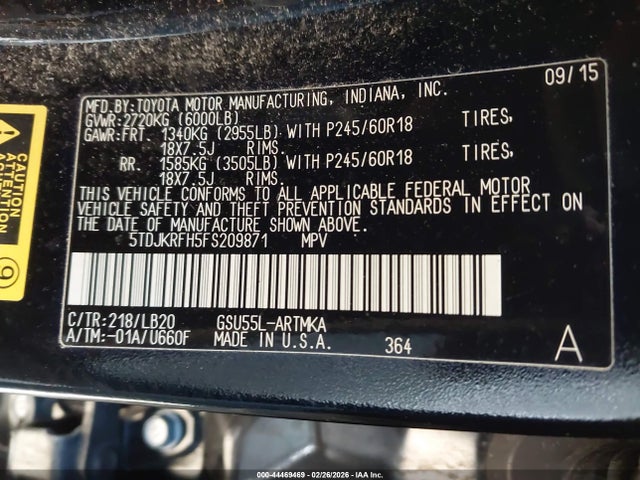 09/15
MFD.BY:TOYOTA MOTOR MANUFACTURING, INDIANA, INC.
GVWR:2720KG (6000LB)
GAWR:FRT. 1340KG (2955LB) WITH P245/60R18 TIRES,
18X7.5J RIMS.
RR. 1585KG (3505LB) WITH P245/60R18 TIRES,
18X7.5J RIMS.
THIS VEHICLE CONFORMS TO ALL APPLICABLE FEDERAL MOTOR
VEHICLE SAFETY AND THEFT PREVENTION STANDARDS IN EFFECT ON
THE DATE OF MANUFACTURE SHOWN ABOVE.
5TDJKRFH5FS209871 MPV
C/TR:218/LB20 GSU55L-ARTMKA
A/TM:-01A/U660F MADE IN U.S.A. 364 A
CAUTION
ATTENTION
9
000-44469469 - 02/26/2026 - IAA Inc.